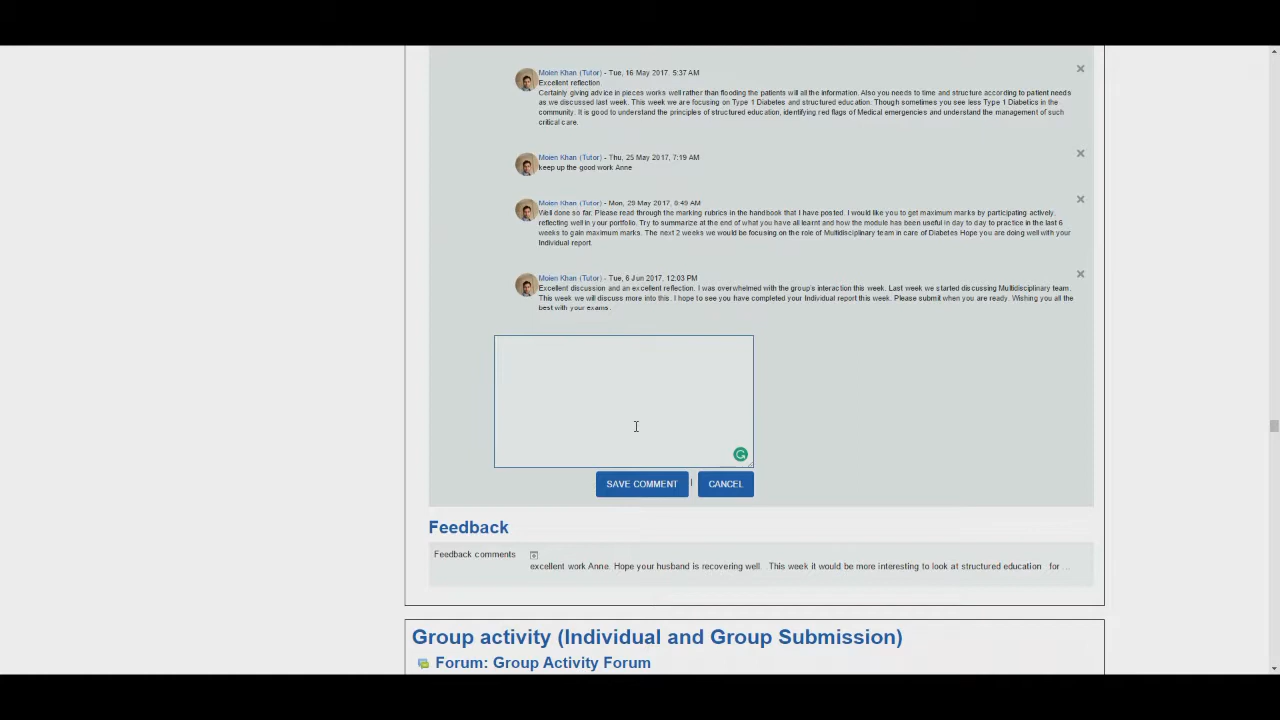 Moien Khan (Tutor) - Tue, 16 May 2017, 5:37 AM
Excellent reflection
Certainly giving advice in pieces works well rather than flooding the patients will all the information. Also you needs to time and structure according to patient needs
as we discussed last week. This week we are focusing on Type 1 Diabetes and structured education. Though sometimes you see less Type 1 Diabetics in the
community. It is good to understand the principles of structured education, identifying red flags of Medical emergencies and understand the management of such
critical care.
Moien Khan (Tutor) - Thu, 25 May 2017, 7:19 AM
keep up the good work Anne
Moien Khan (Tutor) - Mon, 29 May 2017, 8:49 AM
Well done so far. Please read through the marking rubrics in the handbook that I have posted. I would like you to get maximum marks by participating actively,
reflecting well in your portfolio. Try to summarize at the end of what you have all learnt and how the module has been useful in day to day to practice in the last 6
weeks to gain maximum marks. The next 2 weeks we would be focusing on the role of Multidisciplinary team in care of Diabetes Hope you are doing well with your
Individual report.
Moien Khan (Tutor) - Tue, 6 Jun 2017, 12:03 PM
Excellent discussion and an excellent reflection. I was overwhelmed with the group's interaction this week. Last week we started discussing Multidisciplinary team.
This week we will discuss more into this. I hope to see you have completed your Individual report this week. Please submit when you are ready. Wishing you all the
best with your exams.
SAVE COMMENT | CANCEL
Feedback
Feedback comments
excellent work Anne. Hope your husband is recovering well. This week it would be more interesting to look at structured education for ...
Group activity (Individual and Group Submission)
Forum: Group Activity Forum